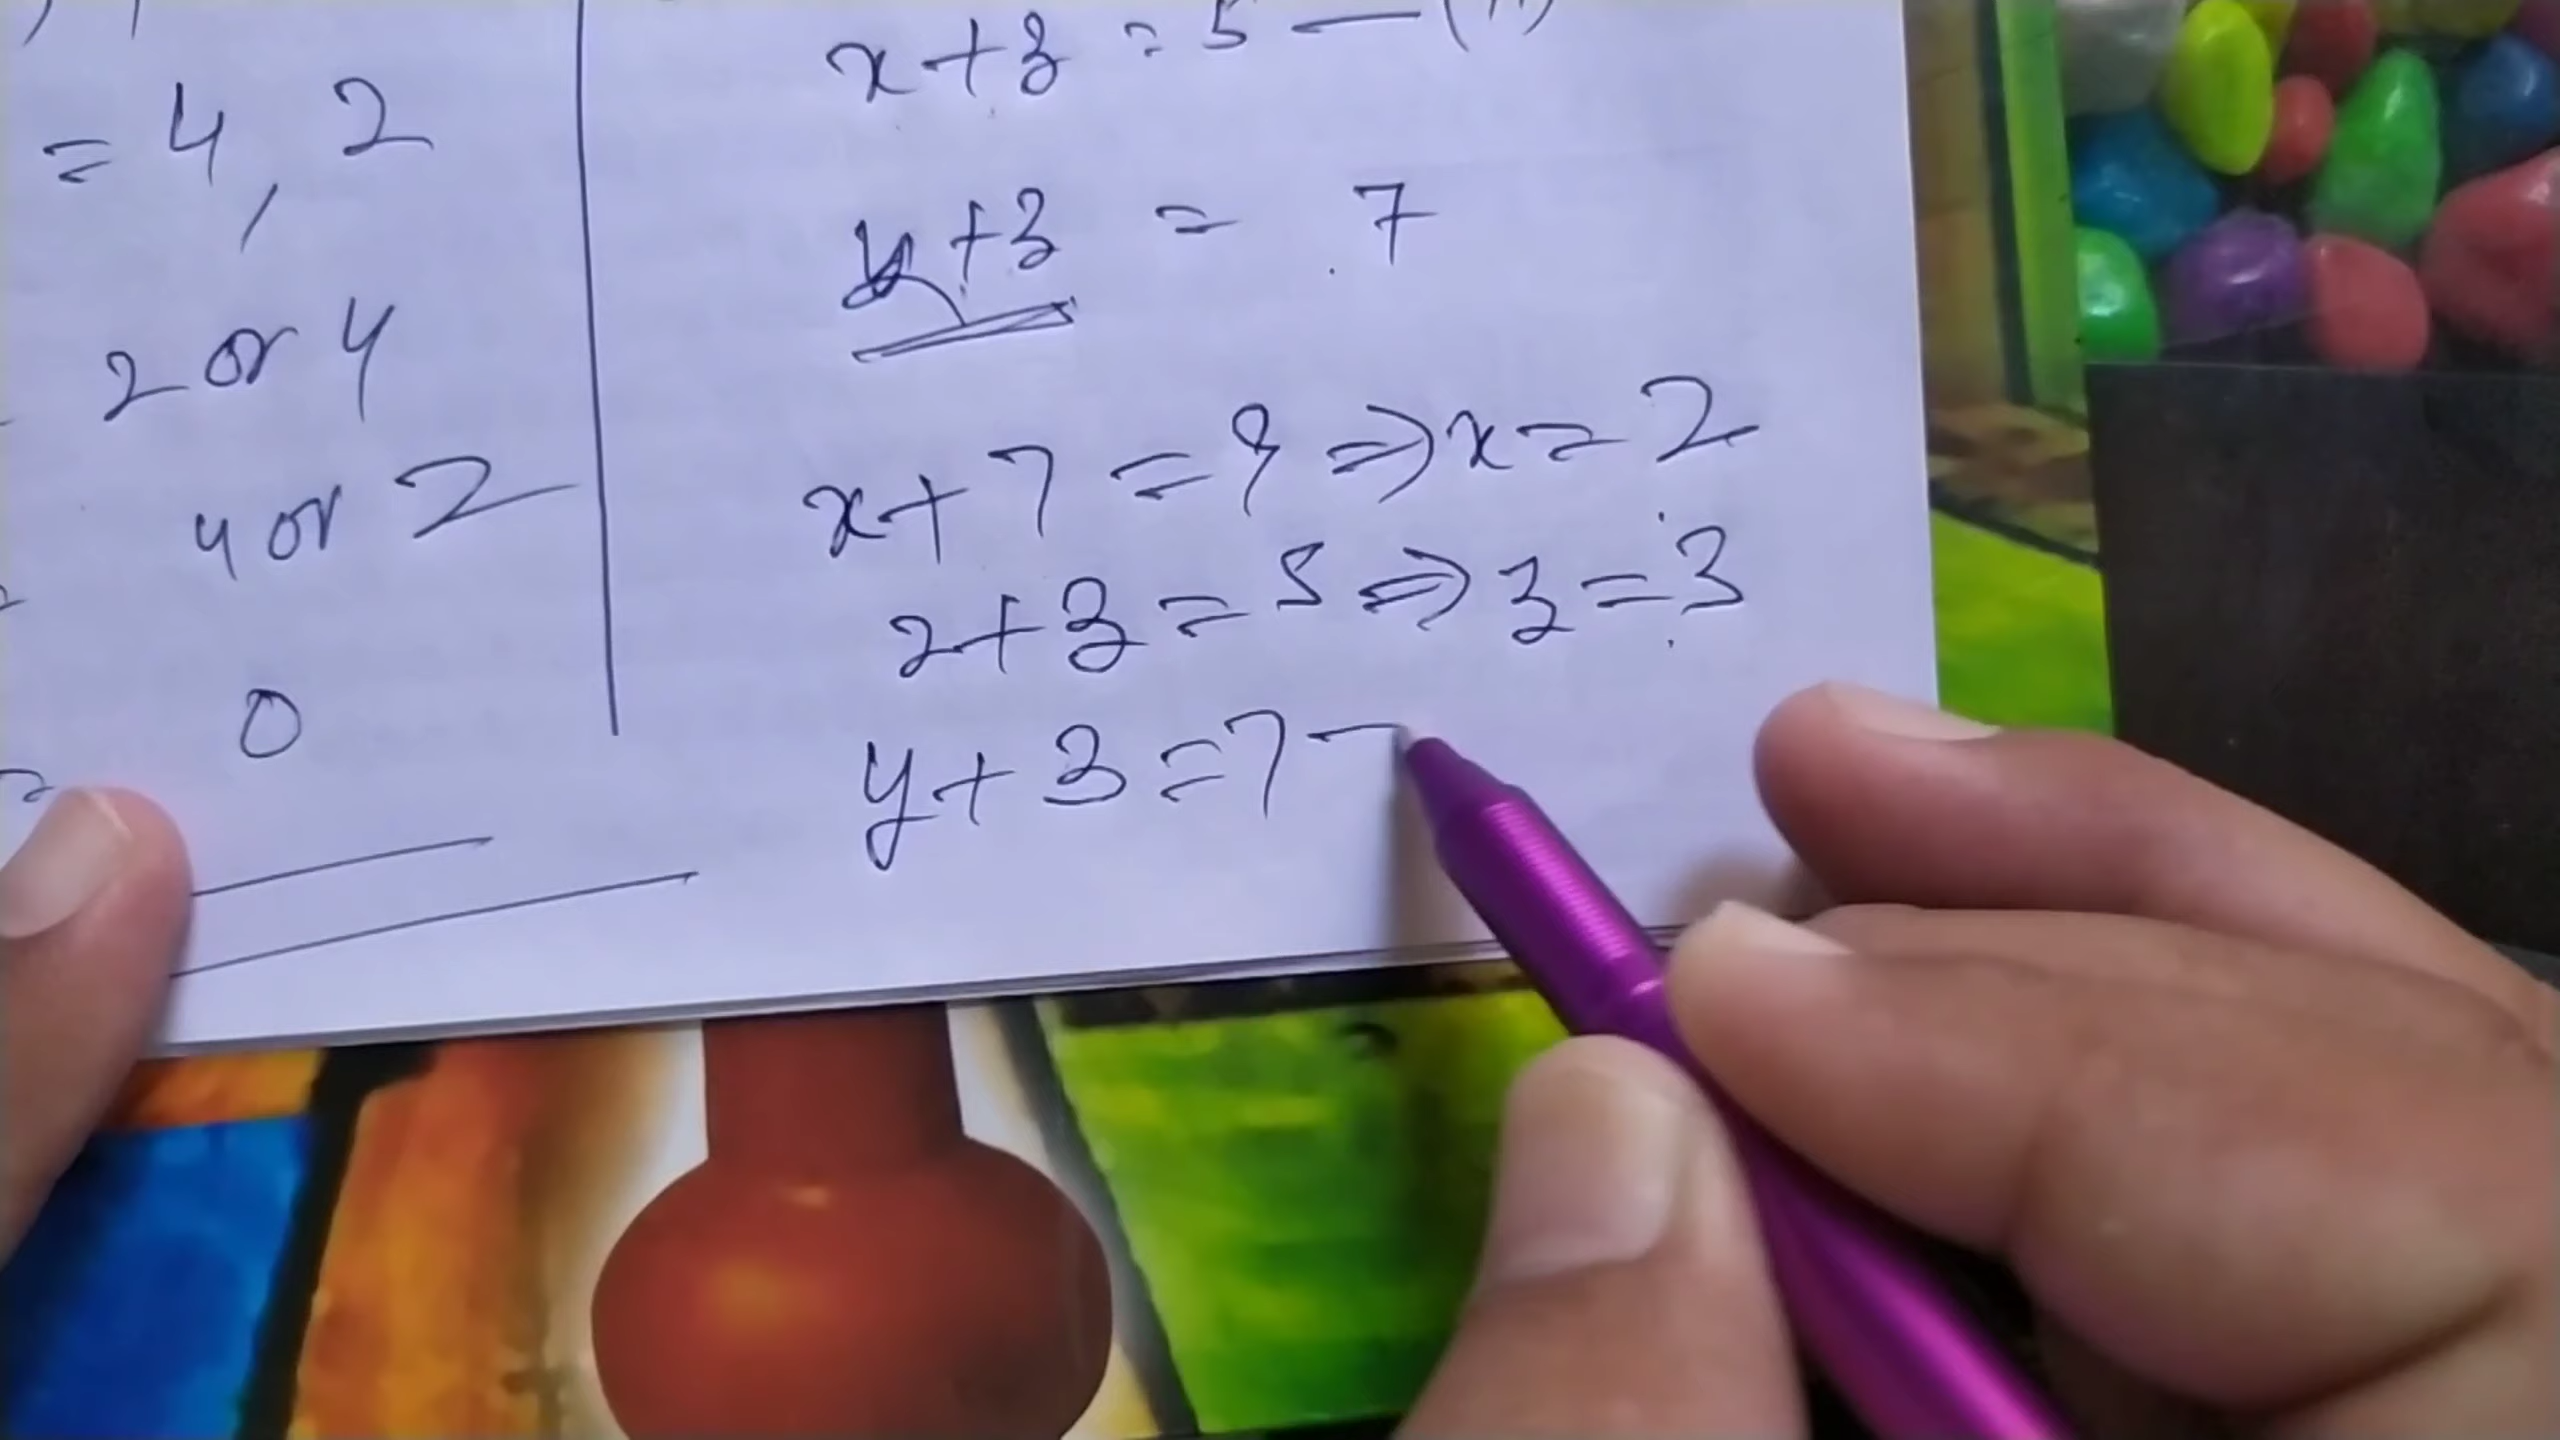 = 4, 2
2 or 4
4 or 2
0
x+z = 5 — (ii)
y+z = 7
x+7 = 9 ⇒ x = 2
2+z = 5 ⇒ z = 3
y+3 = 7